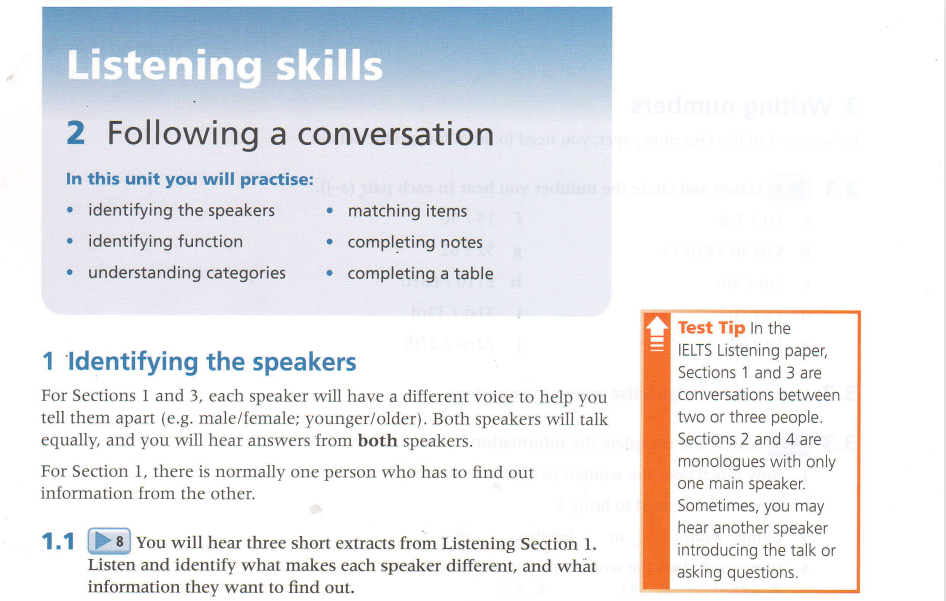 Listening skills
2 Following a conversation
In this unit you will practise:
• identifying the speakers
• identifying function
• understanding categories
• matching items
• completing notes
• completing a table
1 Identifying the speakers
For Sections 1 and 3, each speaker will have a different voice to help you
tell them apart (e.g. male/female; younger/older). Both speakers will talk
equally, and you will hear answers from both speakers.
For Section 1, there is normally one person who has to find out
information from the other.
1.1 ▶ 8 You will hear three short extracts from Listening Section 1.
Listen and identify what makes each speaker different, and what
information they want to find out.
Test Tip In the
IELTS Listening paper,
Sections 1 and 3 are
conversations between
two or three people.
Sections 2 and 4 are
monologues with only
one main speaker.
Sometimes, you may
hear another speaker
introducing the talk or
asking questions.